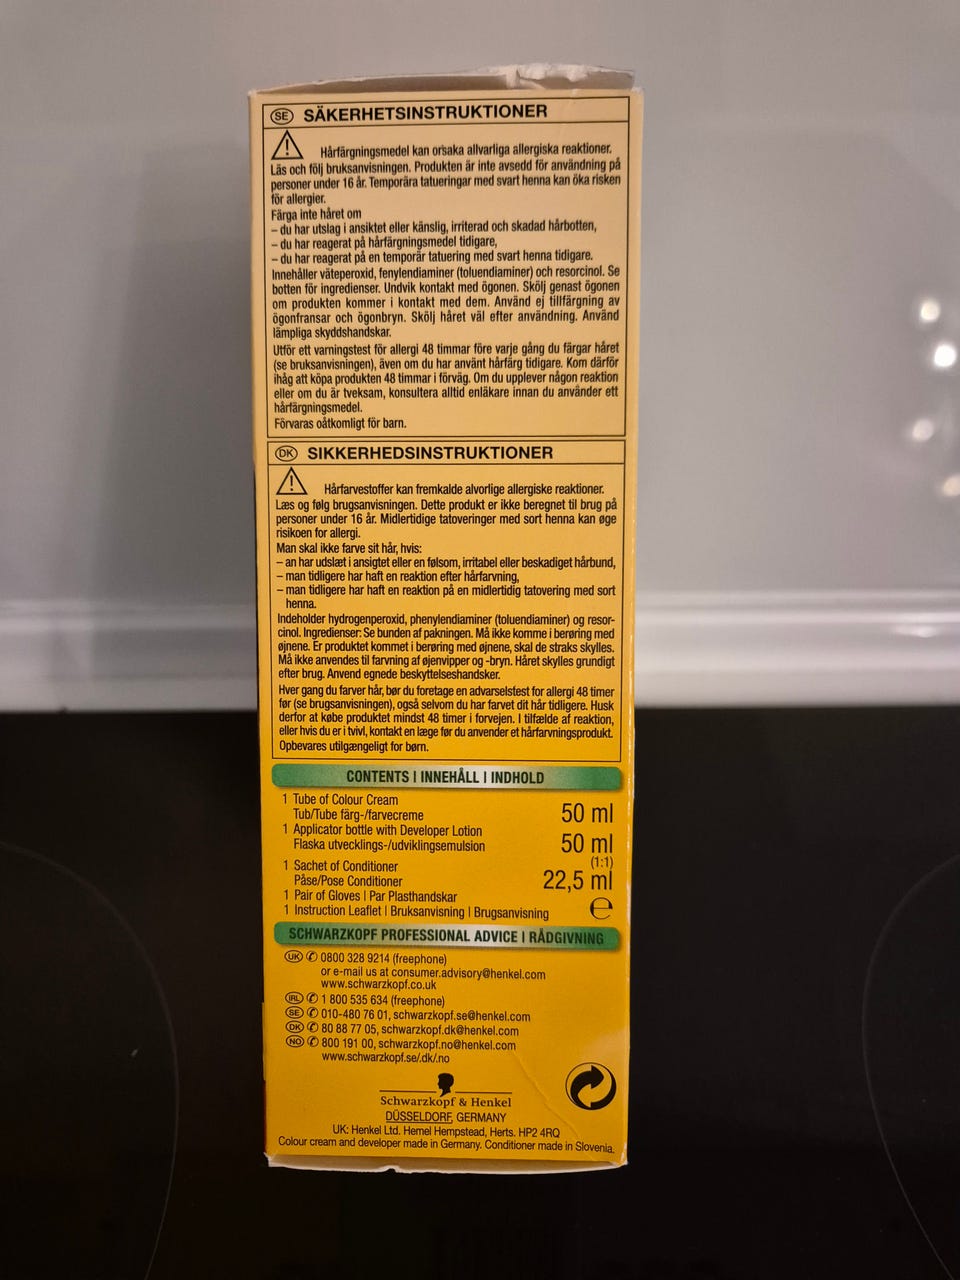 SE SÄKERHETSINSTRUKTIONER
Hårfärgningsmedel kan orsaka allvarliga allergiska reaktioner.
Läs och följ bruksanvisningen. Produkten är inte avsedd för användning på
personer under 16 år. Temporära tatueringar med svart henna kan öka risken
för allergier.
Färga inte håret om
– du har utslag i ansiktet eller känslig, irriterad och skadad hårbotten,
– du har reagerat på hårfärgningsmedel tidigare,
– du har reagerat på en temporär tatuering med svart henna tidigare.
Innehåller väteperoxid, fenylendiaminer (toluendiaminer) och resorcinol. Se
botten för ingredienser. Undvik kontakt med ögonen. Skölj genast ögonen
om produkten kommer i kontakt med dem. Använd ej tillfärgning av
ögonfransar och ögonbryn. Skölj håret väl efter användning. Använd
lämpliga skyddshandskar.
Utför ett varningstest för allergi 48 timmar före varje gång du färgar håret
(se bruksanvisningen), även om du har använt hårfärg tidigare. Kom därför
ihåg att köpa produkten 48 timmar i förväg. Om du upplever någon reaktion
eller om du är tveksam, konsultera alltid enläkare innan du använder ett
hårfärgningsmedel.
Förvaras oåtkomligt för barn.
DK SIKKERHEDSINSTRUKTIONER
Hårfarvestoffer kan fremkalde alvorlige allergiske reaktioner.
Læs og følg brugsanvisningen. Dette produkt er ikke beregnet til brug på
personer under 16 år. Midlertidige tatoveringer med sort henna kan øge
risikoen for allergi.
Man skal ikke farve sit hår, hvis:
– an har udslæt i ansigtet eller en følsom, irritabel eller beskadiget hårbund,
– man tidligere har haft en reaktion efter hårfarvning,
– man tidligere har haft en reaktion på en midlertidig tatovering med sort
henna.
Indeholder hydrogenperoxid, phenylendiaminer (toluendiaminer) og resor-
cinol. Ingredienser: Se bunden af pakningen. Må ikke komme i berøring med
øjnene. Er produktet kommet i berøring med øjnene, skal de straks skylles.
Må ikke anvendes til farvning af øjenvipper og -bryn. Håret skylles grundigt
efter brug. Anvend egnede beskyttelseshandsker.
Hver gang du farver hår, bør du foretage en advarselstest for allergi 48 timer
før (se brugsanvisningen), også selvom du har farvet dit hår tidligere. Husk
derfor at købe produktet mindst 48 timer i forvejen. I tilfælde af reaktion,
eller hvis du er i tvivl, kontakt en læge før du anvender et hårfarvningsprodukt.
Opbevares utilgængeligt for børn.
CONTENTS I INNEHÅLL I INDHOLD
1 Tube of Colour Cream
Tub/Tube färg-/farvecreme 50 ml
1 Applicator bottle with Developer Lotion
Flaska utvecklings-/udviklingsemulsion 50 ml
(1:1)
1 Sachet of Conditioner
Påse/Pose Conditioner 22,5 ml
1 Pair of Gloves | Par Plasthandskar
1 Instruction Leaflet | Bruksanvisning | Brugsanvisning ℮
SCHWARZKOPF PROFESSIONAL ADVICE I RÅDGIVNING
UK ✆ 0800 328 9214 (freephone)
or e-mail us at consumer.advisory@henkel.com
www.schwarzkopf.co.uk
IRL ✆ 1 800 535 634 (freephone)
SE ✆ 010-480 76 01, schwarzkopf.se@henkel.com
DK ✆ 80 88 77 05, schwarzkopf.dk@henkel.com
NO ✆ 800 191 00, schwarzkopf.no@henkel.com
www.schwarzkopf.se/.dk/.no
Schwarzkopf & Henkel
DÜSSELDORF, GERMANY
UK: Henkel Ltd. Hemel Hempstead, Herts. HP2 4RQ
Colour cream and developer made in Germany. Conditioner made in Slovenia.